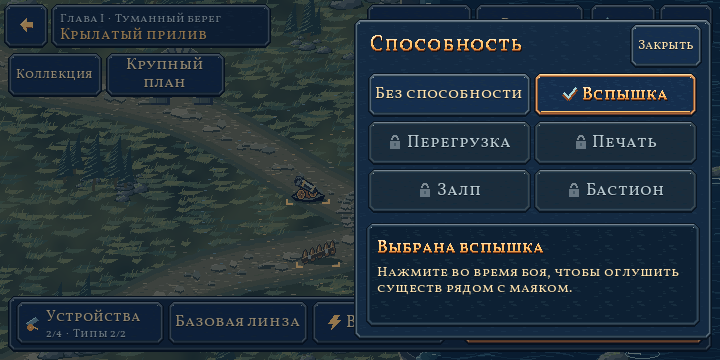 Глава I · Туманный берег
Крылатый прилив
Коллекция
Крупный
план
Способность
Закрыть
Без способности
Вспышка
Перегрузка
Печать
Залп
Бастион
Выбрана вспышка
Нажмите во время боя, чтобы оглушить
существ рядом с маяком.
Устройства
2/4 · Типы 2/2
Базовая линза
В